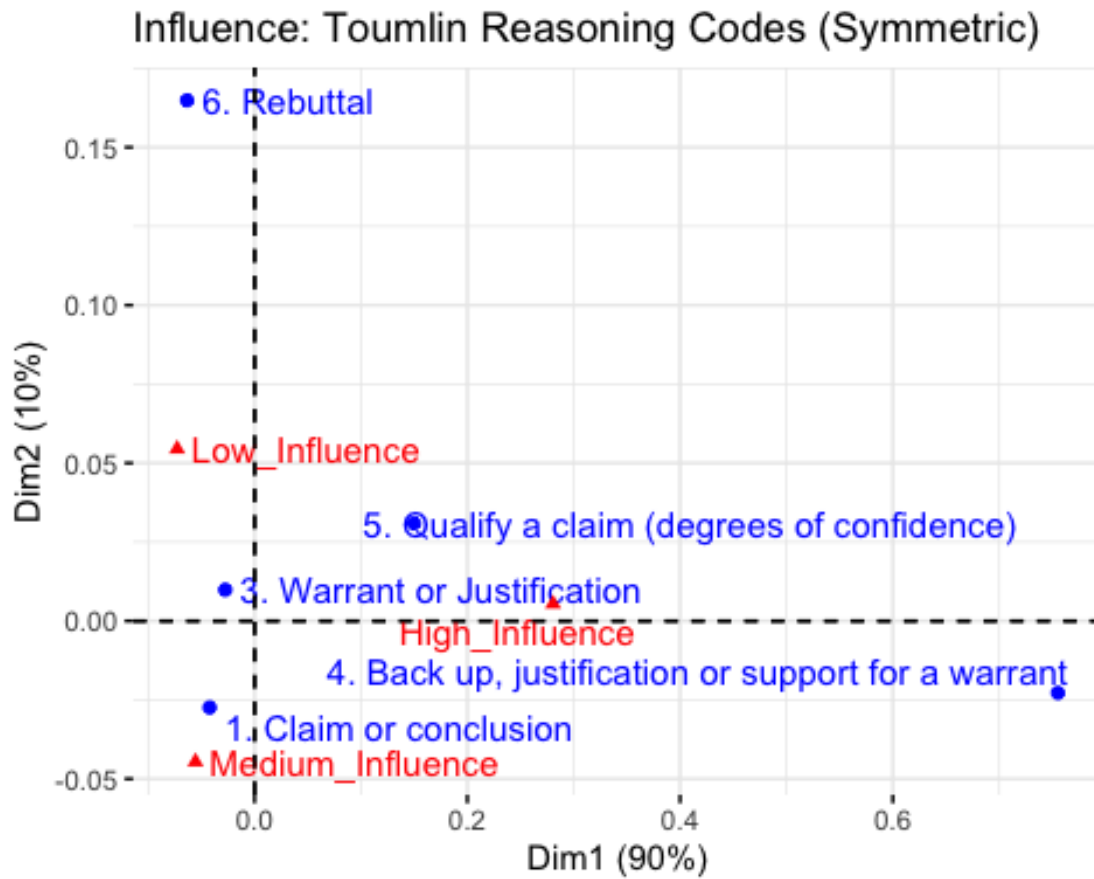 Influence: Toumlin Reasoning Codes (Symmetric)
6. Rebuttal
0.15
0.10
Low_Influence
0.05
5. Qualify a claim (degrees of confidence)
3. Warrant or Justification
0.00
High_Influence
4. Back up, justification or support for a warrant
1. Claim or conclusion
Medium_Influence
-0.05
Dim2 (10%)
0.0 0.2 0.4 0.6
Dim1 (90%)